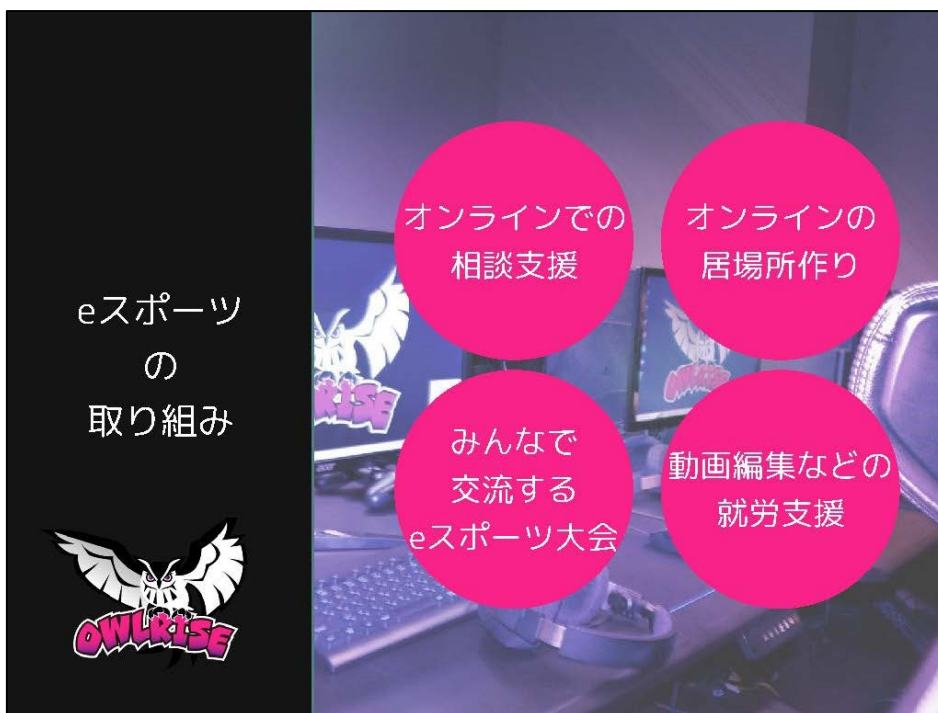 eスポーツ
の
取り組み
OWLRISE
オンラインでの
相談支援
オンラインの
居場所作り
みんなで
交流する
eスポーツ大会
動画編集などの
就労支援